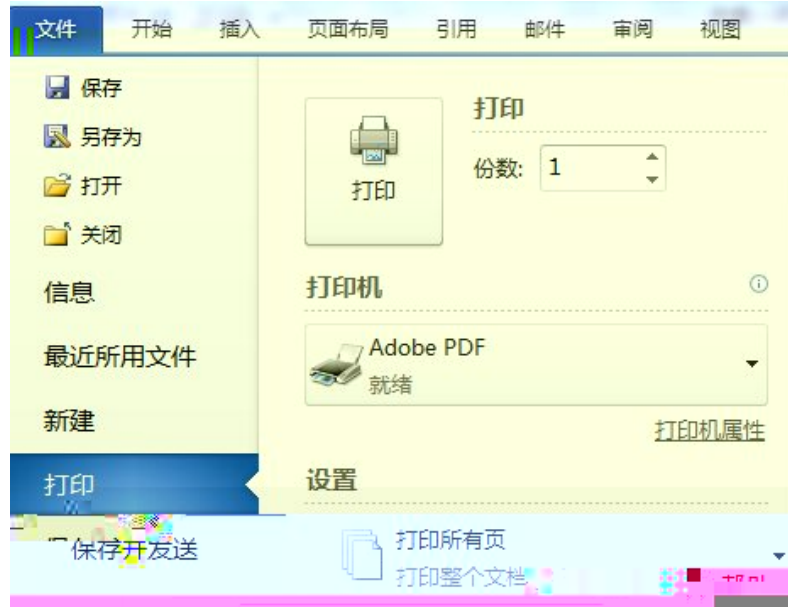 文件 开始 插入 页面布局 引用 邮件 审阅 视图
保存
另存为
打开
关闭
信息
最近所用文件
新建
打印
保存并发送
打印
打印
份数: 1
打印机
Adobe PDF
就绪
打印机属性
设置
打印所有页
打印整个文档